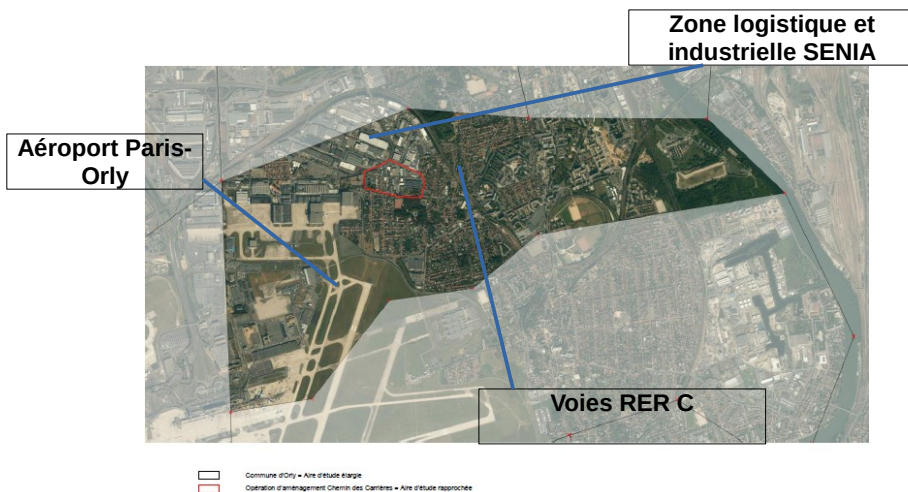 Zone logistique et
industrielle SENIA
Aéroport Paris-
Orly
Voies RER C
Commune d'Orly = Aire d'étude élargie
Opération d'aménagement Chemin des Carrières = Aire d'étude rapprochée